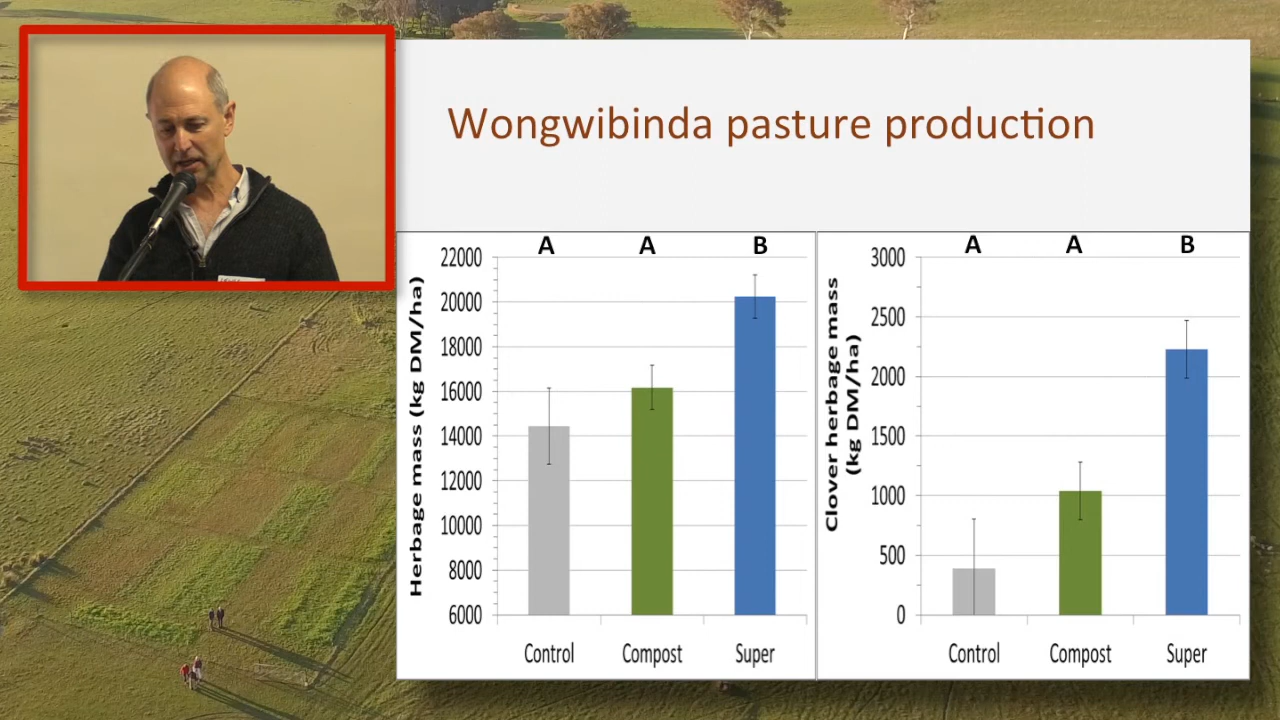 Wongwibinda pasture production
A A B
Herbage mass (kg DM/ha)
22000
20000
18000
16000
14000
12000
10000
8000
6000
Control Compost Super
A A B
Clover herbage mass
(kg DM/ha)
3000
2500
2000
1500
1000
500
0
Control Compost Super